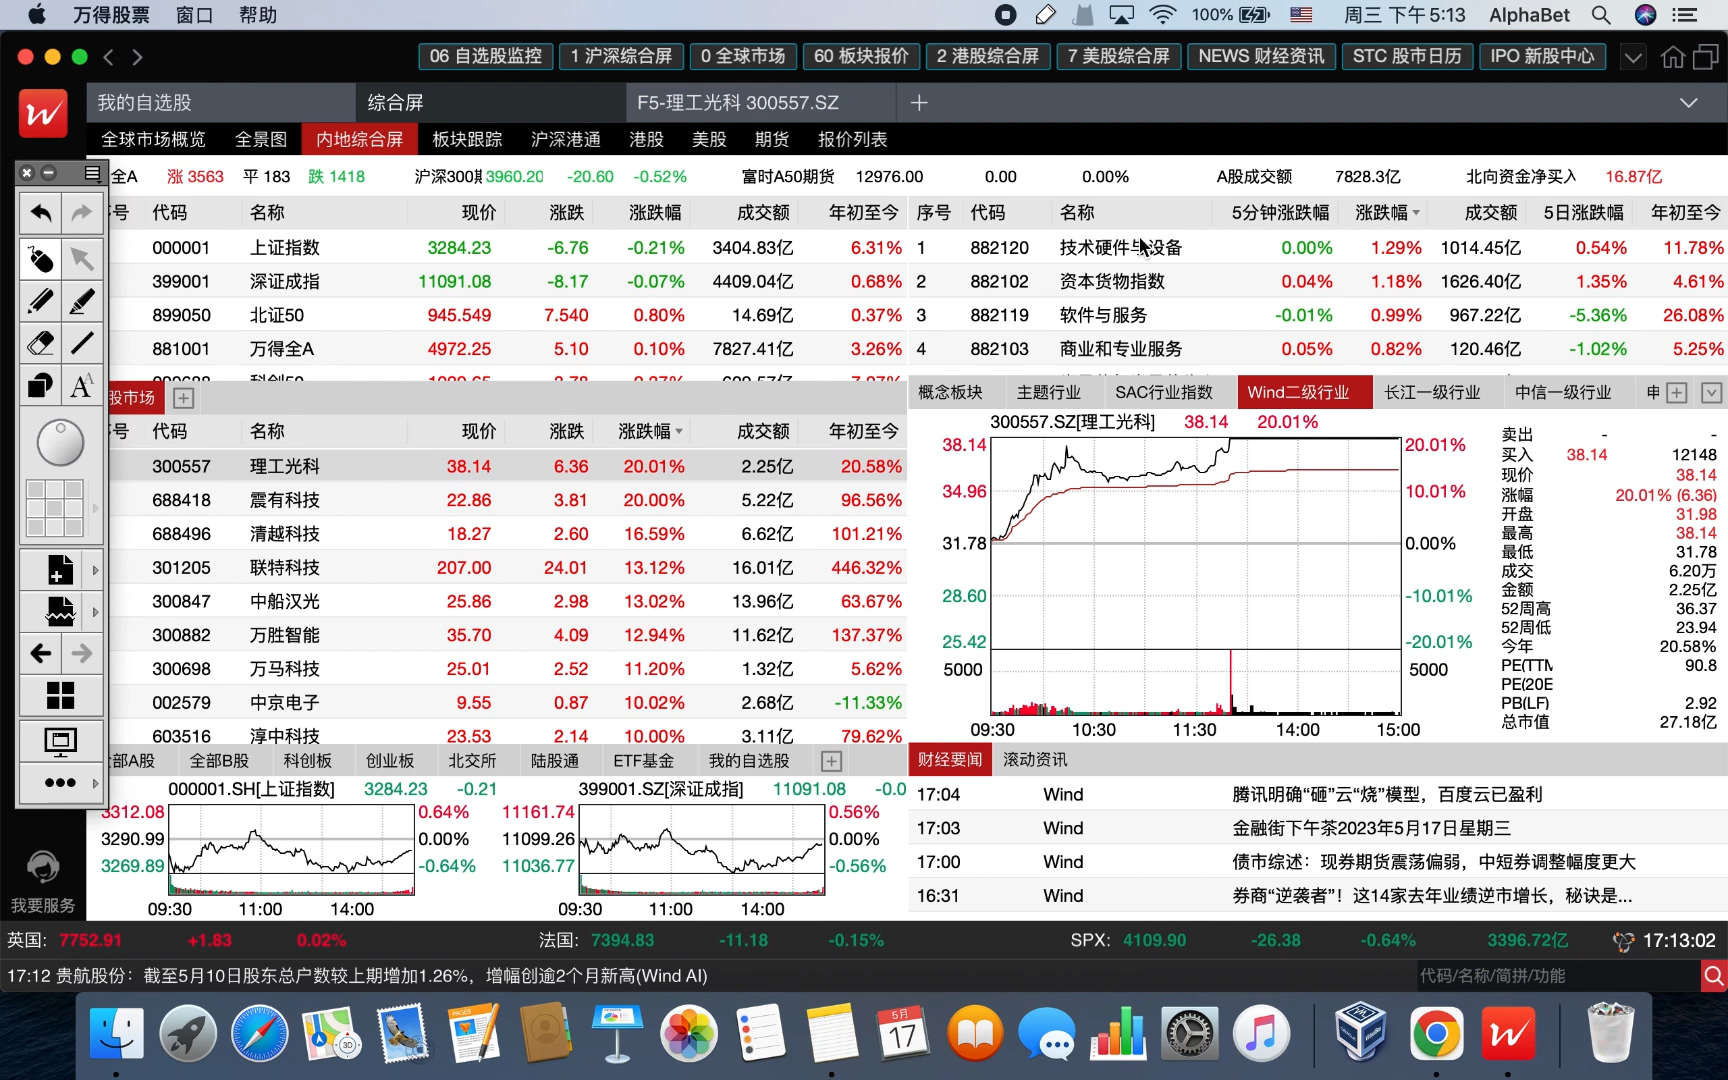 万得股票 窗口 帮助 100% 周三 下午5:13 AlphaBet
06 自选股监控 1 沪深综合屏 0 全球市场 60 板块报价 2 港股综合屏 7 美股综合屏 NEWS 财经资讯 STC 股市日历 IPO 新股中心
我的自选股 综合屏 F5-理工光科 300557.SZ
全球市场概览 全景图 内地综合屏 板块跟踪 沪深港通 港股 美股 期货 报价列表
全A 涨 3563 平 183 跌 1418 沪深300期 3960.20 -20.60 -0.52% 富时A50期货 12976.00 0.00 0.00% A股成交额 7828.3亿 北向资金净买入 16.87亿
号 代码 名称 现价 涨跌 涨跌幅 成交额 年初至今
000001 上证指数 3284.23 -6.76 -0.21% 3404.83亿 6.31%
399001 深证成指 11091.08 -8.17 -0.07% 4409.04亿 0.68%
899050 北证50 945.549 7.540 0.80% 14.69亿 0.37%
881001 万得全A 4972.25 5.10 0.10% 7827.41亿 3.26%
序号 代码 名称 5分钟涨跌幅 涨跌幅 成交额 5日涨跌幅 年初至今
1 882120 技术硬件与设备 0.00% 1.29% 1014.45亿 0.54% 11.78%
2 882102 资本货物指数 0.04% 1.18% 1626.40亿 1.35% 4.61%
3 882119 软件与服务 -0.01% 0.99% 967.22亿 -5.36% 26.08%
4 882103 商业和专业服务 0.05% 0.82% 120.46亿 -1.02% 5.25%
股市场
概念板块 主题行业 SAC行业指数 Wind二级行业 长江一级行业 中信一级行业 申
号 代码 名称 现价 涨跌 涨跌幅 成交额 年初至今
300557 理工光科 38.14 6.36 20.01% 2.25亿 20.58%
688418 震有科技 22.86 3.81 20.00% 5.22亿 96.56%
688496 清越科技 18.27 2.60 16.59% 6.62亿 101.21%
301205 联特科技 207.00 24.01 13.12% 16.01亿 446.32%
300847 中船汉光 25.86 2.98 13.02% 13.96亿 63.67%
300882 万胜智能 35.70 4.09 12.94% 11.62亿 137.37%
300698 万马科技 25.01 2.52 11.20% 1.32亿 5.62%
002579 中京电子 9.55 0.87 10.02% 2.68亿 -11.33%
603516 淳中科技 23.53 2.14 10.00% 3.11亿 79.62%
300557.SZ[理工光科] 38.14 20.01%
38.14 20.01%
34.96 10.01%
31.78 0.00%
28.60 -10.01%
25.42 -20.01%
5000 5000
09:30 10:30 11:30 14:00 15:00
卖出 - -
买入 38.14 12148
现价 38.14
涨幅 20.01% (6.36)
开盘 31.98
最高 38.14
最低 31.78
成交 6.20万
金额 2.25亿
52周高 36.37
52周低 23.94
今年 20.58%
PE(TTM 90.8
PE(20E
PB(LF) 2.92
总市值 27.18亿
部A股 全部B股 科创板 创业板 北交所 陆股通 ETF基金 我的自选股
000001.SH[上证指数] 3284.23 -0.21
3312.08 0.64%
3290.99 0.00%
3269.89 -0.64%
09:30 11:00 14:00
399001.SZ[深证成指] 11091.08 -0.0
11161.74 0.56%
11099.26 0.00%
11036.77 -0.56%
09:30 11:00 14:00
财经要闻 滚动资讯
17:04 Wind 腾讯明确“砸”云“烧”模型，百度云已盈利
17:03 Wind 金融街下午茶2023年5月17日星期三
17:00 Wind 债市综述：现券期货震荡偏弱，中短券调整幅度更大
16:31 Wind 券商“逆袭者”！这14家去年业绩逆市增长，秘诀是...
我要服务
英国: 7752.91 +1.83 0.02% 法国: 7394.83 -11.18 -0.15% SPX: 4109.90 -26.38 -0.64% 3396.72亿 17:13:02
17:12 贵航股份：截至5月10日股东总户数较上期增加1.26%，增幅创逾2个月新高(Wind AI) 代码/名称/简拼/功能
PAGES 3D 5月 17